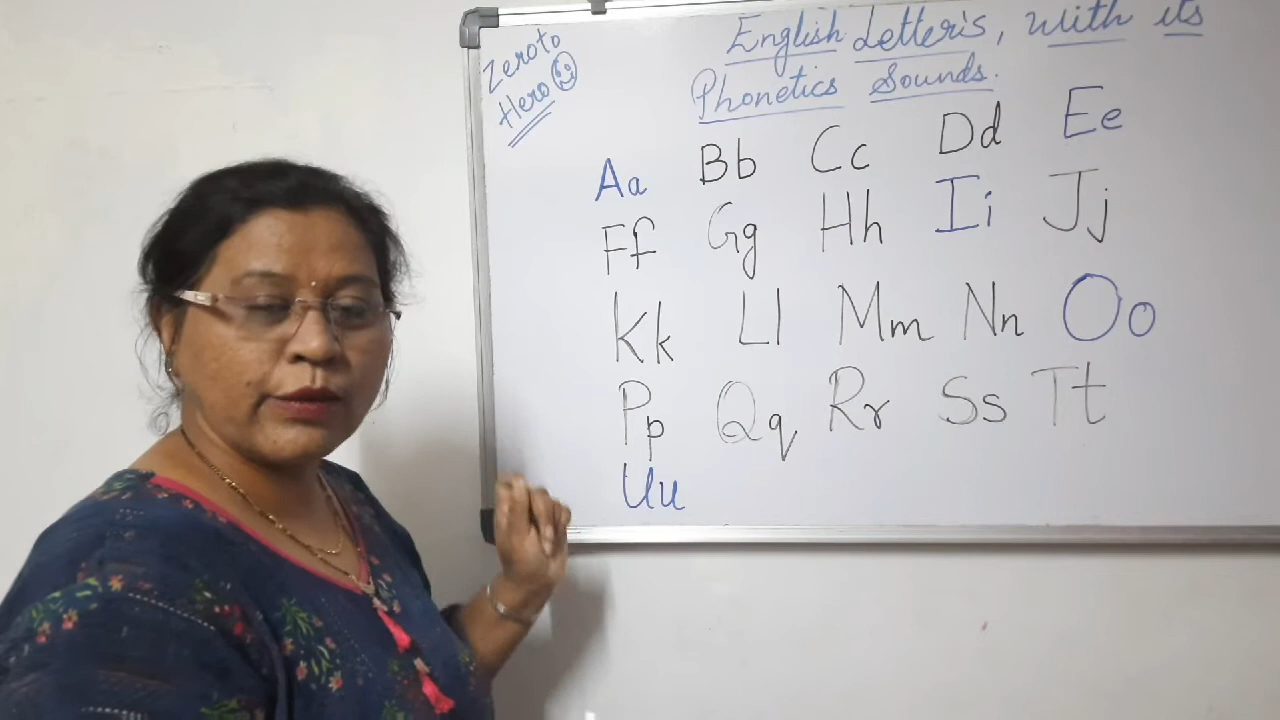 Zero to
Hero
English Letter's, with its
Phonetics Sounds.
Aa Bb Cc Dd Ee
Ff Gg Hh Ii Jj
Kk Ll Mm Nn Oo
Pp Qq Rr Ss Tt
Uu